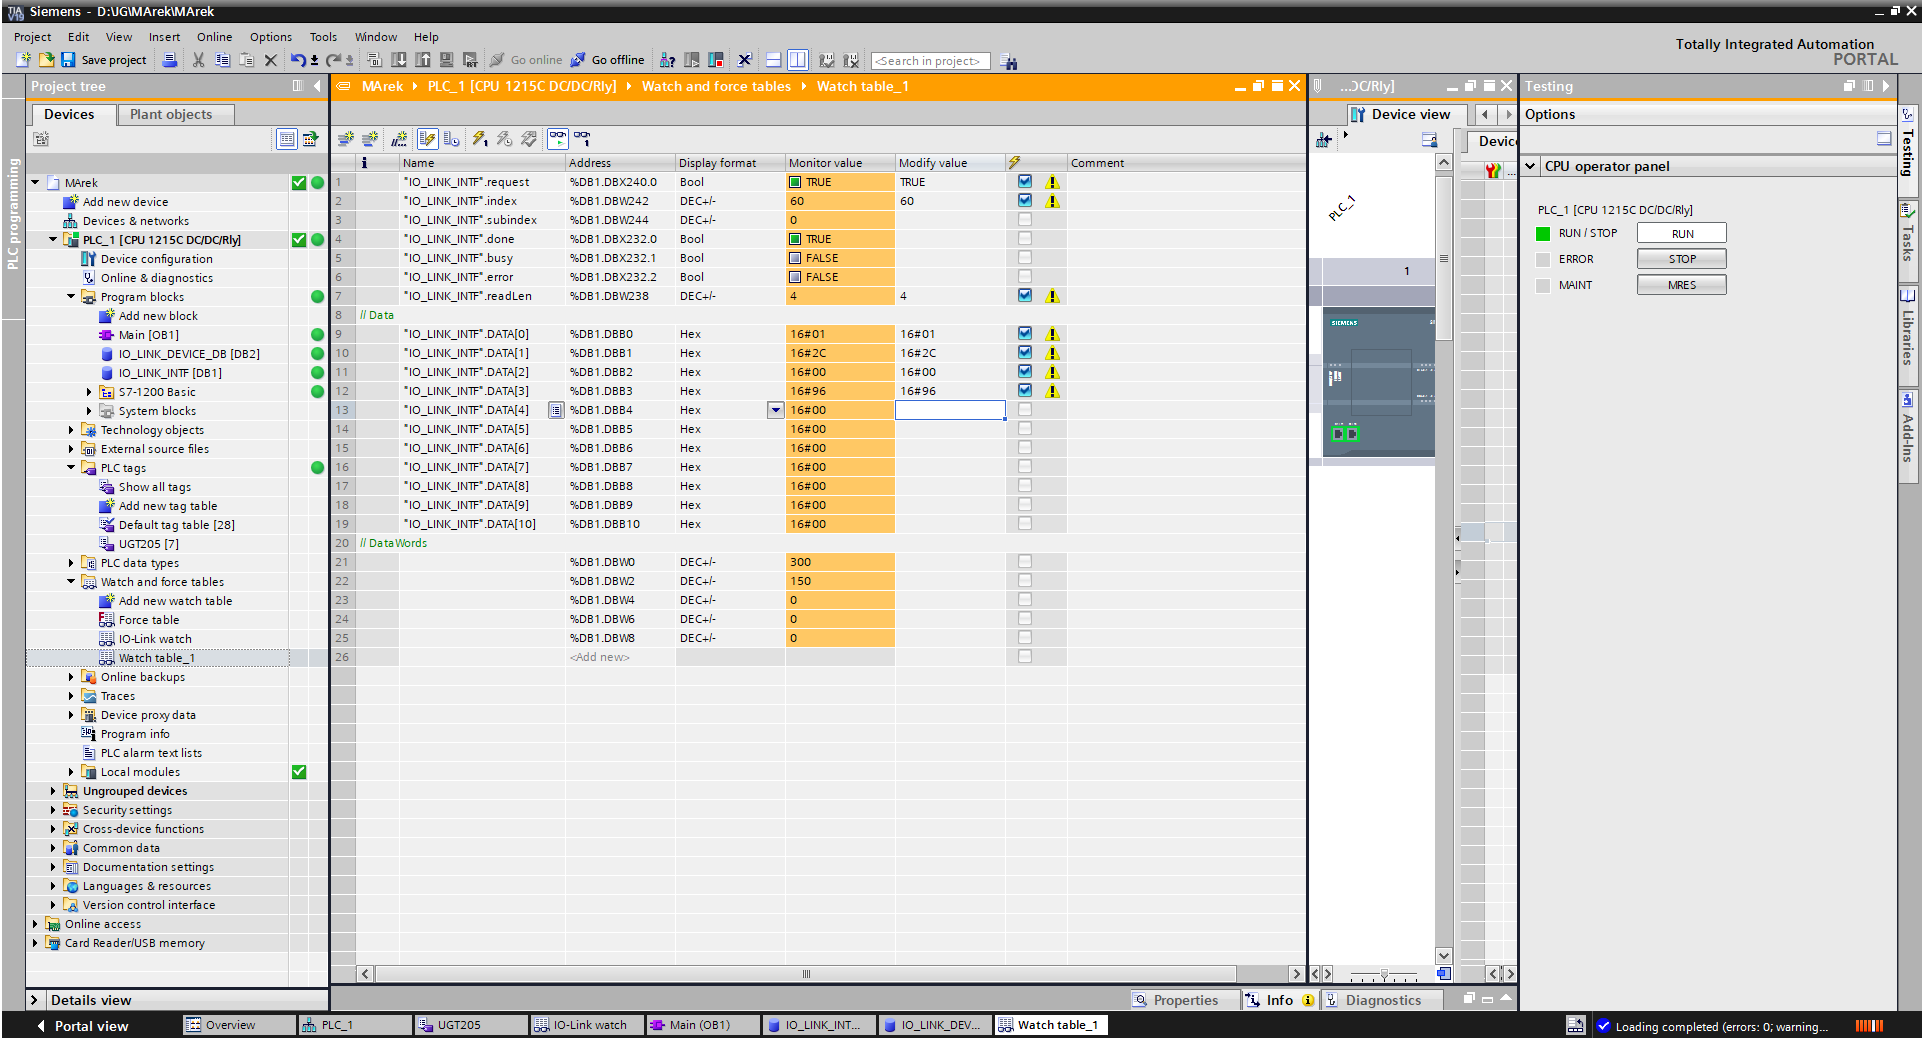 Siemens - D:\JG\MArek\MArek
Project Edit View Insert Online Options Tools Window Help
Totally Integrated Automation
PORTAL
Save project Go online Go offline <Search in project>
Project tree
MArek PLC_1 [CPU 1215C DC/DC/Rly] Watch and force tables Watch table_1
...DC/Rly]
Testing
Devices Plant objects
Device view
Options
Device
CPU operator panel
PLC_1 [CPU 1215C DC/DC/Rly]
RUN / STOP RUN
ERROR STOP
MAINT MRES
PLC programming
MArek
Add new device
Devices & networks
PLC_1 [CPU 1215C DC/DC/Rly]
Device configuration
Online & diagnostics
Program blocks
Add new block
Main [OB1]
IO_LINK_DEVICE_DB [DB2]
IO_LINK_INTF [DB1]
S7-1200 Basic
System blocks
Technology objects
External source files
PLC tags
Show all tags
Add new tag table
Default tag table [28]
UGT205 [7]
PLC data types
Watch and force tables
Add new watch table
Force table
IO-Link watch
Watch table_1
Online backups
Traces
Device proxy data
Program info
PLC alarm text lists
Local modules
Ungrouped devices
Security settings
Cross-device functions
Common data
Documentation settings
Languages & resources
Version control interface
Online access
Card Reader/USB memory
Details view
i Name Address Display format Monitor value Modify value Comment
1 "IO_LINK_INTF".request %DB1.DBX240.0 Bool TRUE TRUE
2 "IO_LINK_INTF".index %DB1.DBW242 DEC+/- 60 60
3 "IO_LINK_INTF".subindex %DB1.DBW244 DEC+/- 0
4 "IO_LINK_INTF".done %DB1.DBX232.0 Bool TRUE
5 "IO_LINK_INTF".busy %DB1.DBX232.1 Bool FALSE
6 "IO_LINK_INTF".error %DB1.DBX232.2 Bool FALSE
7 "IO_LINK_INTF".readLen %DB1.DBW238 DEC+/- 4 4
8 // Data
9 "IO_LINK_INTF".DATA[0] %DB1.DBB0 Hex 16#01 16#01
10 "IO_LINK_INTF".DATA[1] %DB1.DBB1 Hex 16#2C 16#2C
11 "IO_LINK_INTF".DATA[2] %DB1.DBB2 Hex 16#00 16#00
12 "IO_LINK_INTF".DATA[3] %DB1.DBB3 Hex 16#96 16#96
13 "IO_LINK_INTF".DATA[4] %DB1.DBB4 Hex 16#00
14 "IO_LINK_INTF".DATA[5] %DB1.DBB5 Hex 16#00
15 "IO_LINK_INTF".DATA[6] %DB1.DBB6 Hex 16#00
16 "IO_LINK_INTF".DATA[7] %DB1.DBB7 Hex 16#00
17 "IO_LINK_INTF".DATA[8] %DB1.DBB8 Hex 16#00
18 "IO_LINK_INTF".DATA[9] %DB1.DBB9 Hex 16#00
19 "IO_LINK_INTF".DATA[10] %DB1.DBB10 Hex 16#00
20 // DataWords
21 %DB1.DBW0 DEC+/- 300
22 %DB1.DBW2 DEC+/- 150
23 %DB1.DBW4 DEC+/- 0
24 %DB1.DBW6 DEC+/- 0
25 %DB1.DBW8 DEC+/- 0
26 <Add new>
PLC_1
1
SIEMENS
Testing
Tasks
Libraries
Add-Ins
Properties Info Diagnostics
Portal view Overview PLC_1 UGT205 IO-Link watch Main (OB1) IO_LINK_INT... IO_LINK_DEV... Watch table_1 Loading completed (errors: 0; warning...